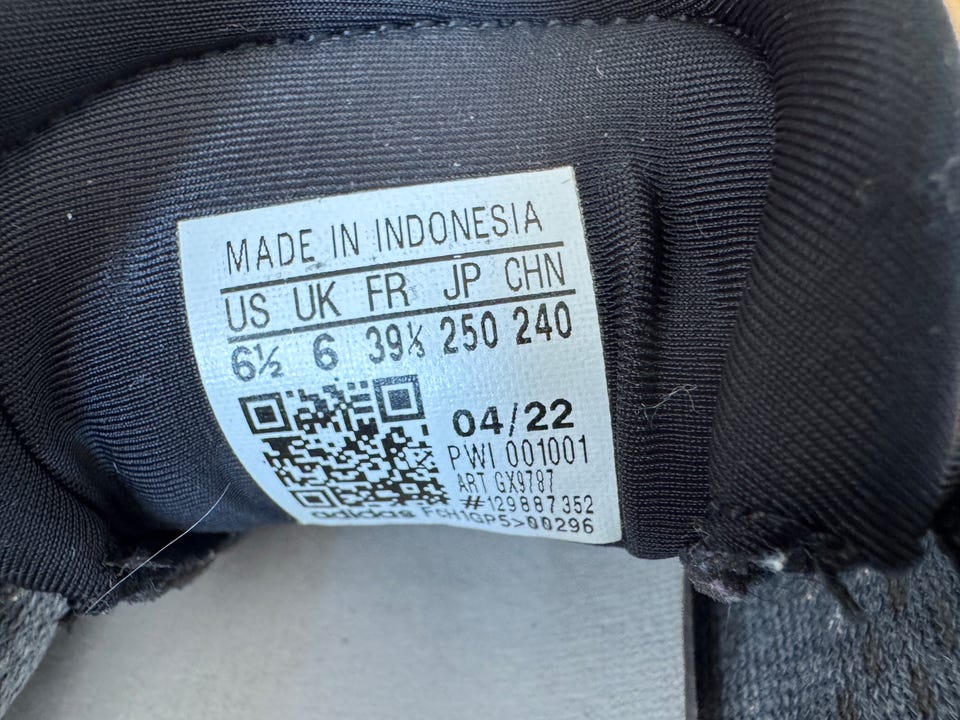 MADE IN INDONESIA
US UK FR JP CHN
6½ 6 39⅓ 250 240
04/22
PWI 001001
ART GX9787
#129887352
adidas FGH1GP5>00296